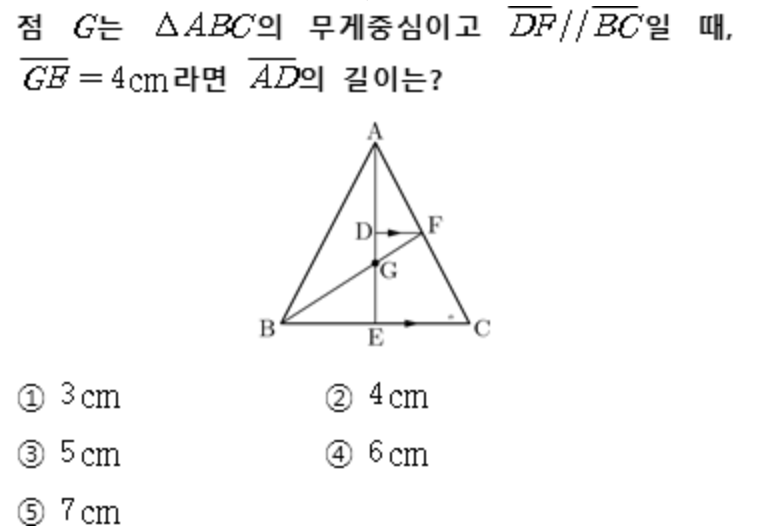 점 G는 △ABC의 무게중심이고 DF//BC일 때,
GE = 4cm라면 AD의 길이는?
A
D F
G
B E C
① 3cm ② 4cm
③ 5cm ④ 6cm
⑤ 7cm